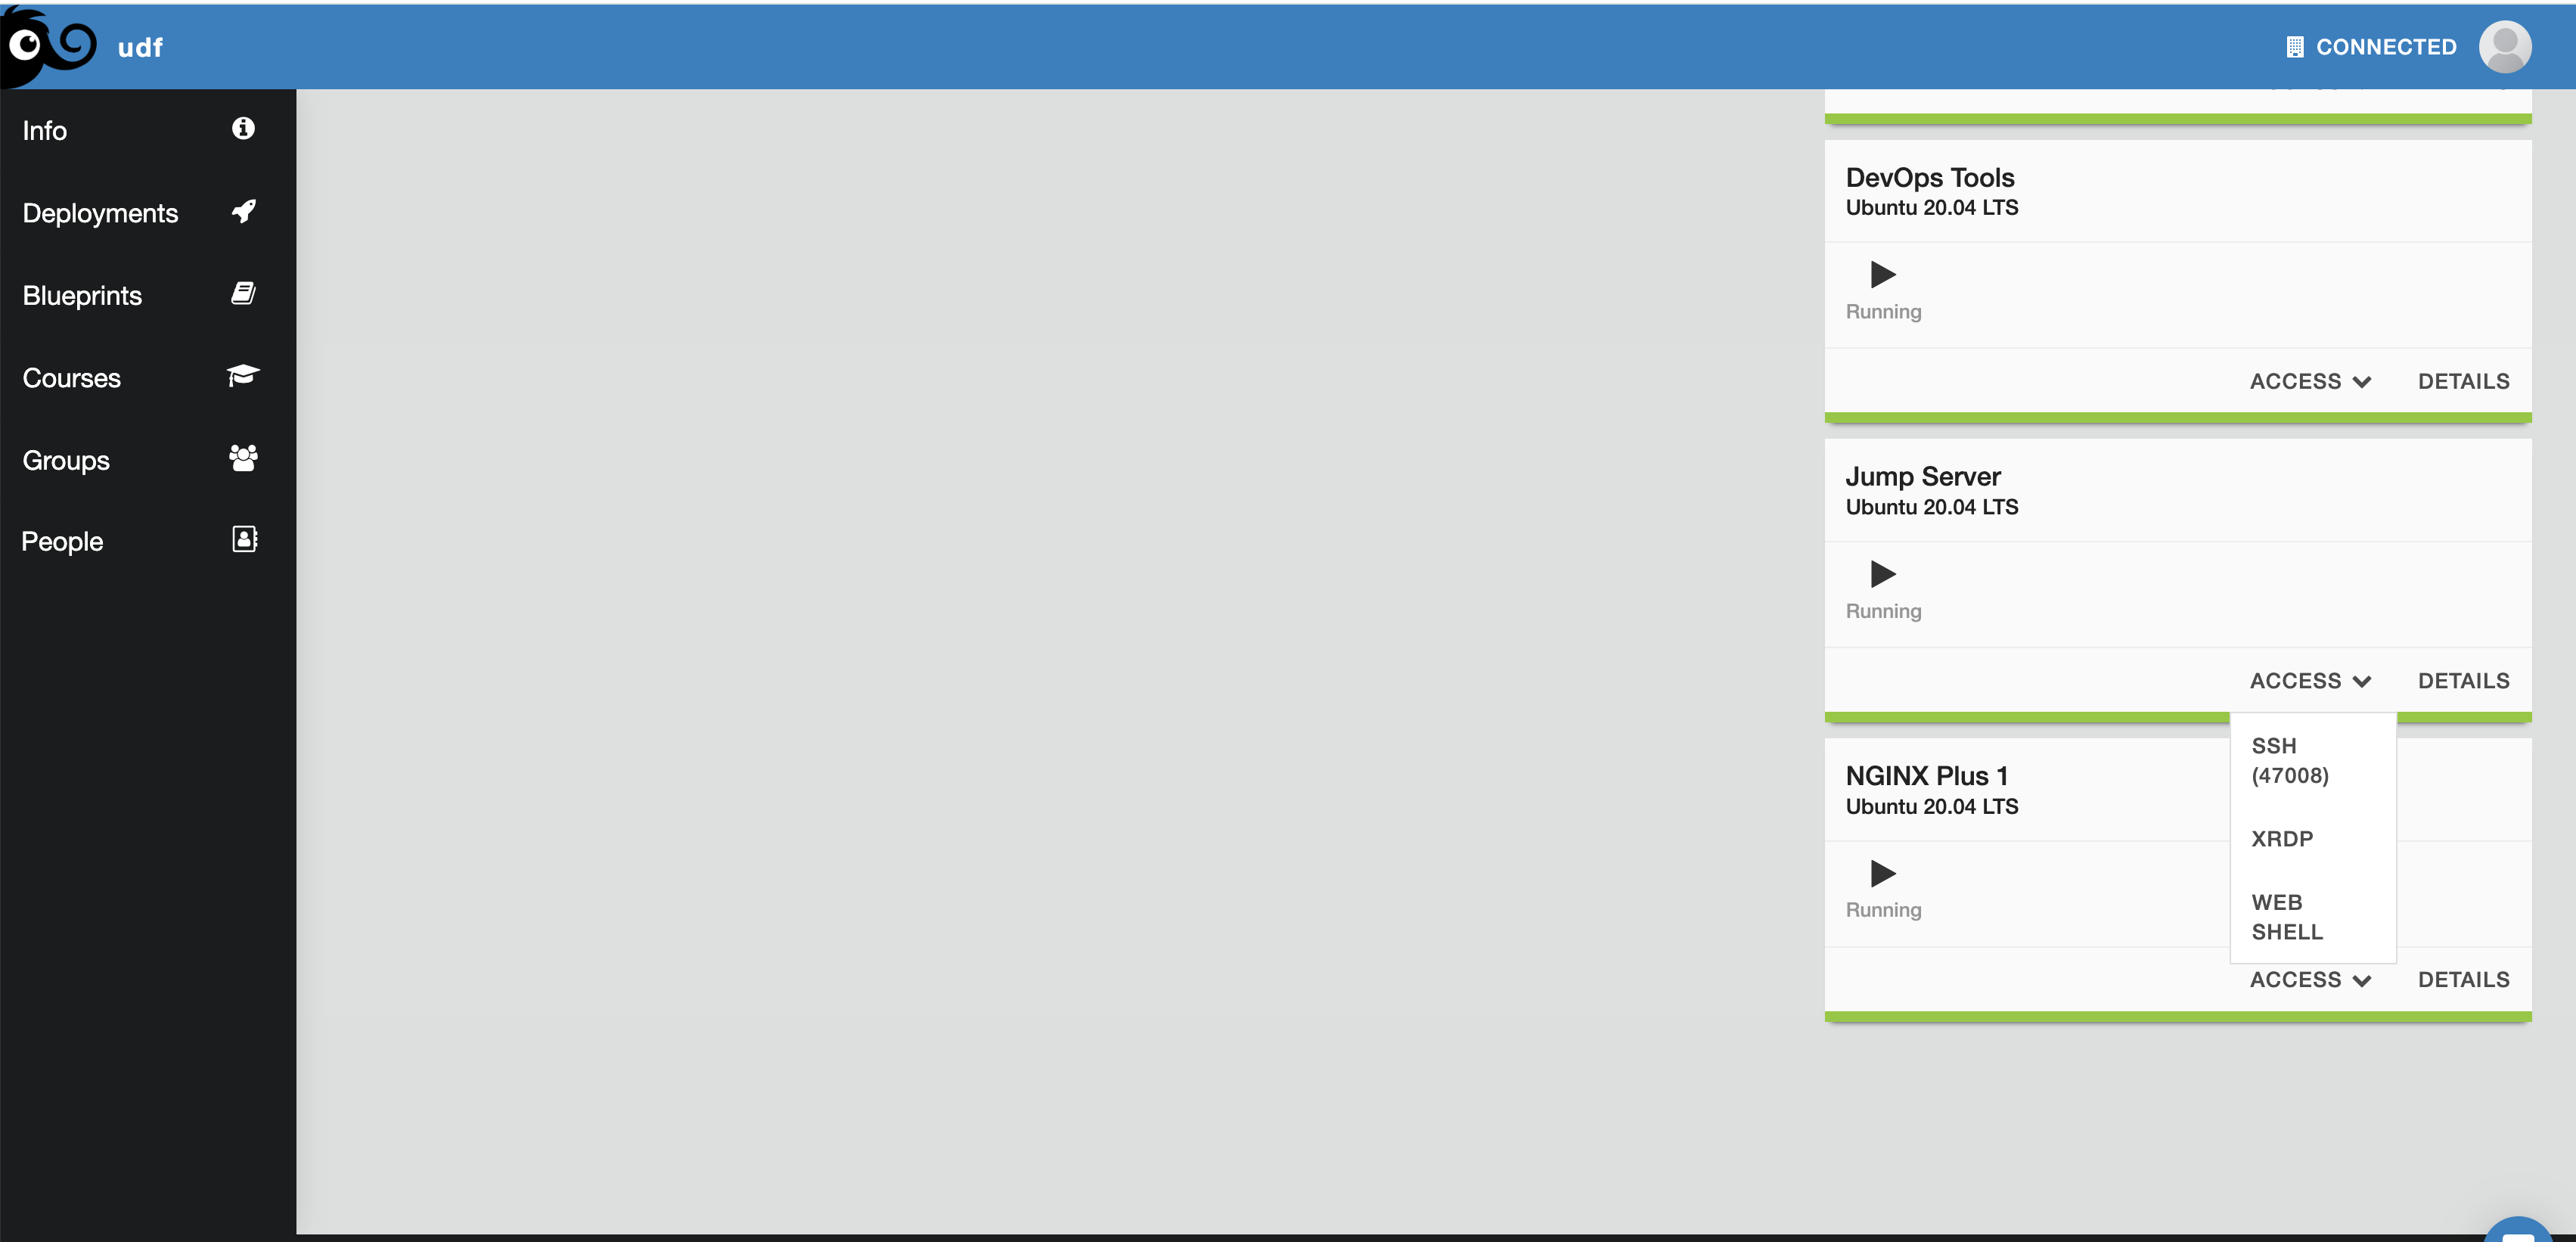 udf
CONNECTED
Info
Deployments
Blueprints
Courses
Groups
People
DevOps Tools
Ubuntu 20.04 LTS
Running
ACCESS
DETAILS
Jump Server
Ubuntu 20.04 LTS
Running
ACCESS
DETAILS
SSH
(47008)
XRDP
WEB
SHELL
NGINX Plus 1
Ubuntu 20.04 LTS
Running
ACCESS
DETAILS